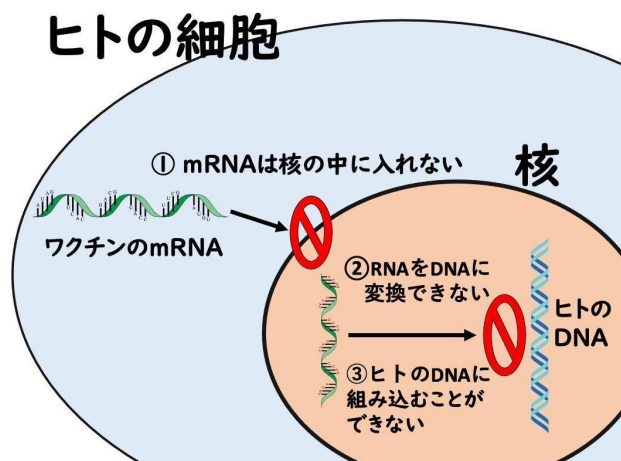 ヒトの細胞
① mRNAは核の中に入れない
核
ワクチンのmRNA
②RNAをDNAに
変換できない
ヒトの
DNA
③ヒトのDNAに
組み込むことが
できない